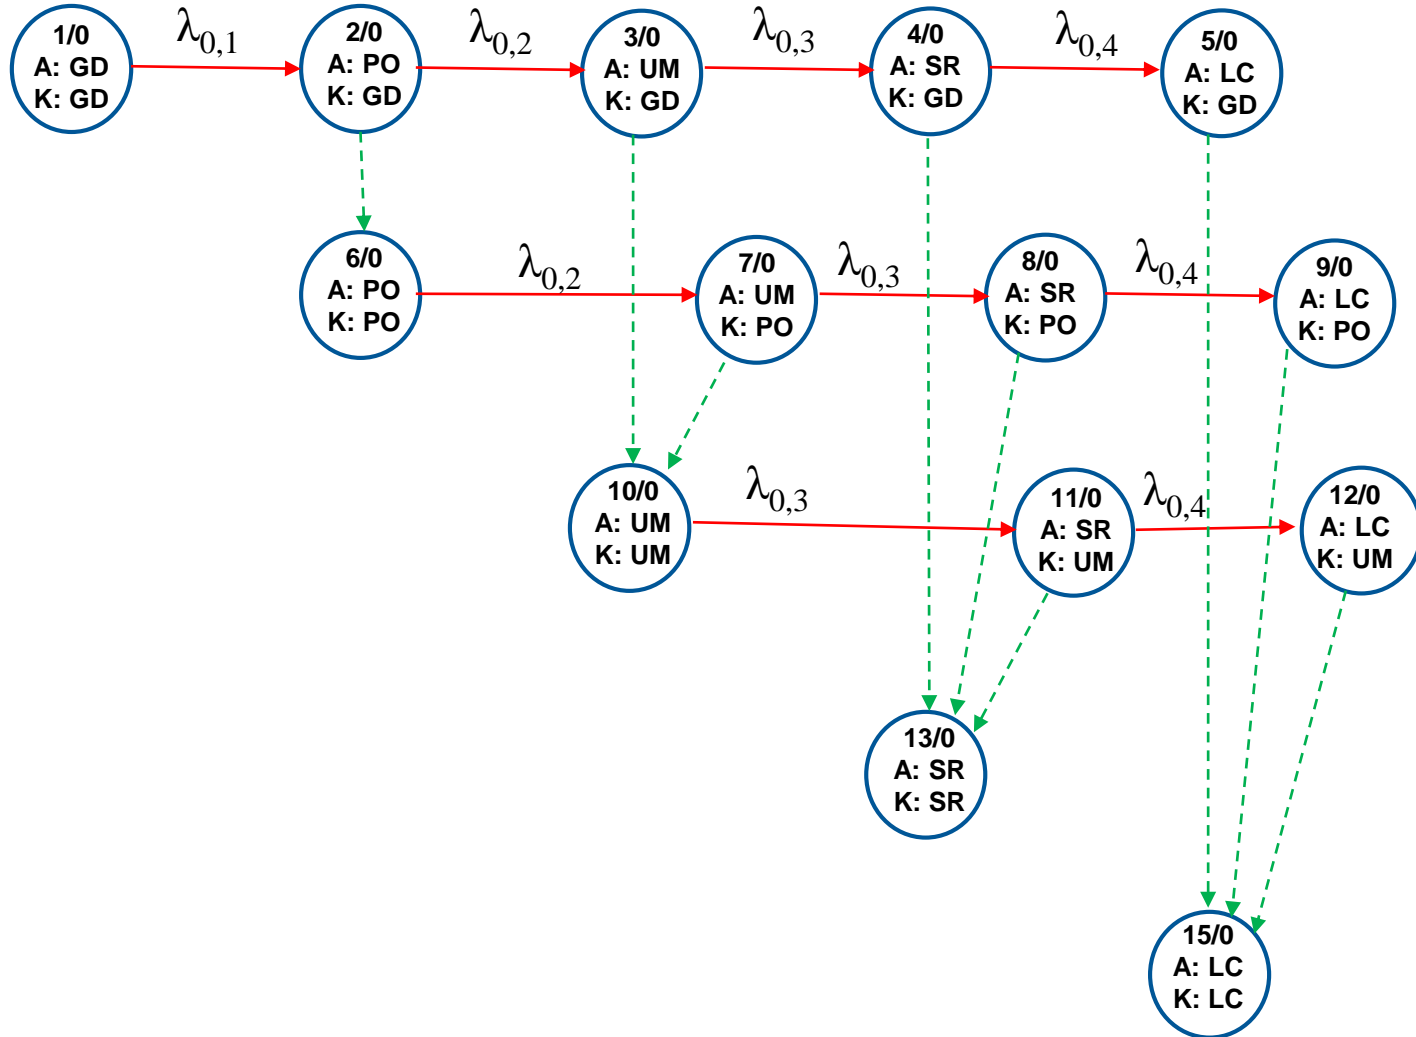 1/0
A: GD
K: GD
λ0,1
2/0
A: PO
K: GD
λ0,2
3/0
A: UM
K: GD
λ0,3
4/0
A: SR
K: GD
λ0,4
5/0
A: LC
K: GD
6/0
A: PO
K: PO
λ0,2
7/0
A: UM
K: PO
λ0,3
8/0
A: SR
K: PO
λ0,4
9/0
A: LC
K: PO
10/0
A: UM
K: UM
λ0,3
11/0
A: SR
K: UM
λ0,4
12/0
A: LC
K: UM
13/0
A: SR
K: SR
15/0
A: LC
K: LC